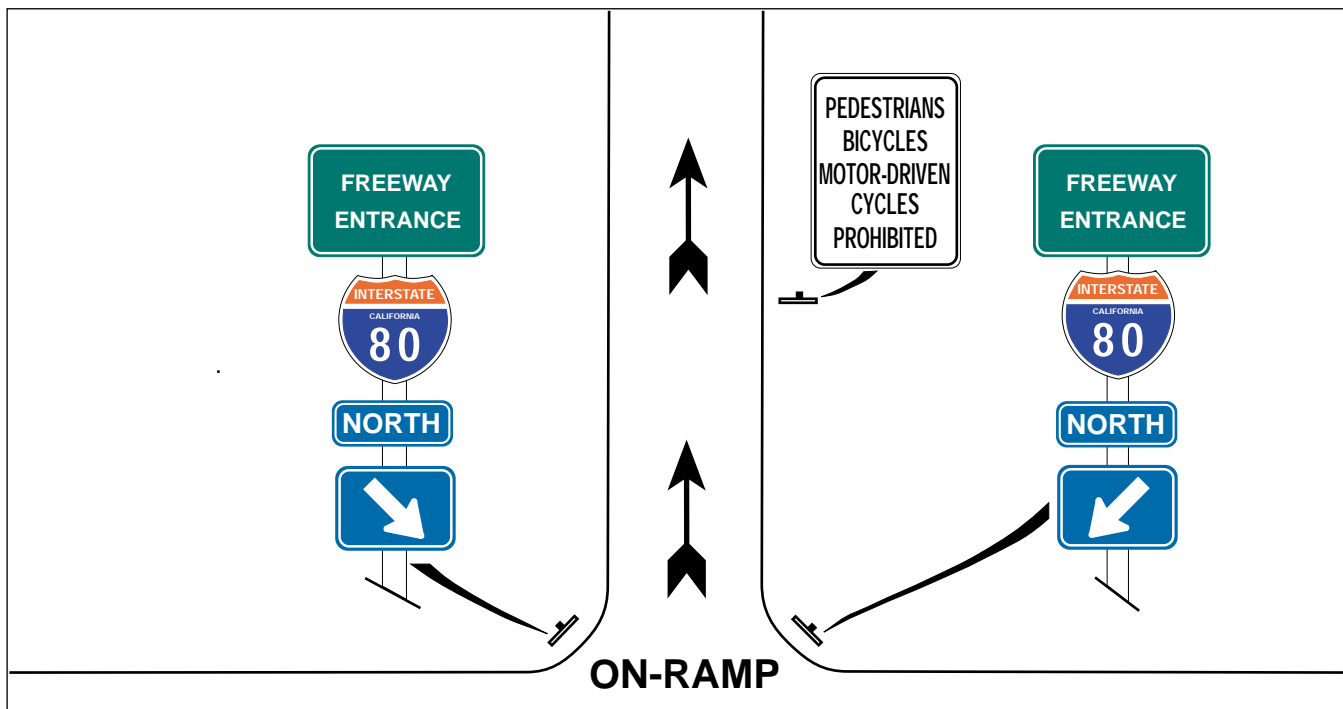 FREEWAY
ENTRANCE
INTERSTATE
CALIFORNIA
80
NORTH
PEDESTRIANS
BICYCLES
MOTOR-DRIVEN
CYCLES
PROHIBITED
FREEWAY
ENTRANCE
INTERSTATE
CALIFORNIA
80
NORTH
ON-RAMP